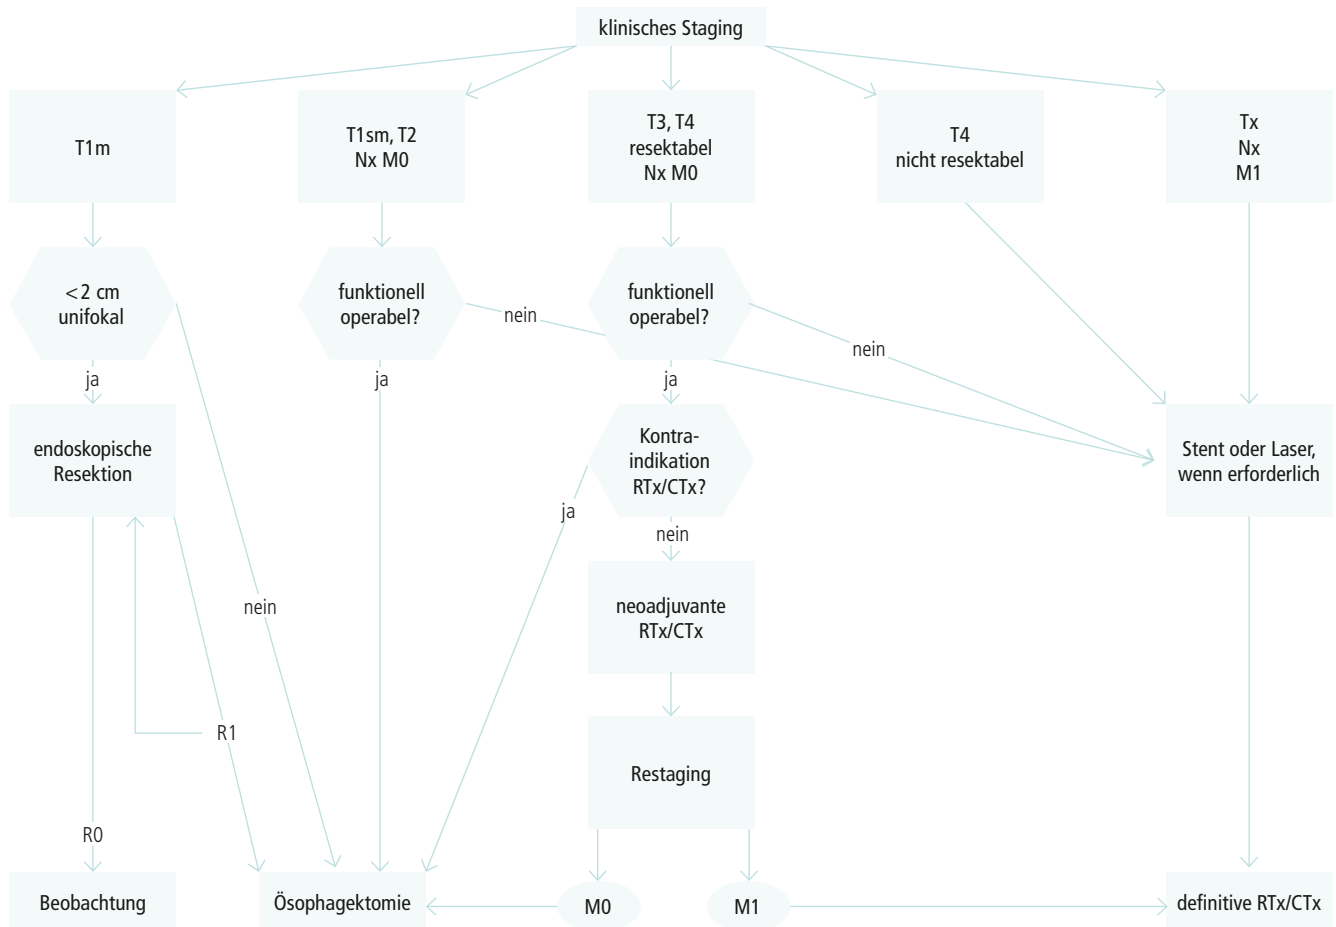 klinisches Staging
T1m
T1sm, T2
Nx M0
T3, T4
resektabel
Nx M0
T4
nicht resektabel
Tx
Nx
M1
<2 cm
unifokal
funktionell
operabel?
funktionell
operabel?
nein
nein
ja
ja
ja
endoskopische
Resektion
Kontra-
indikation
RTx/CTx?
Stent oder Laser,
wenn erforderlich
ja
nein
nein
neoadjuvante
RTx/CTx
R1
Restaging
R0
Beobachtung
Ösophagektomie
M0
M1
definitive RTx/CTx